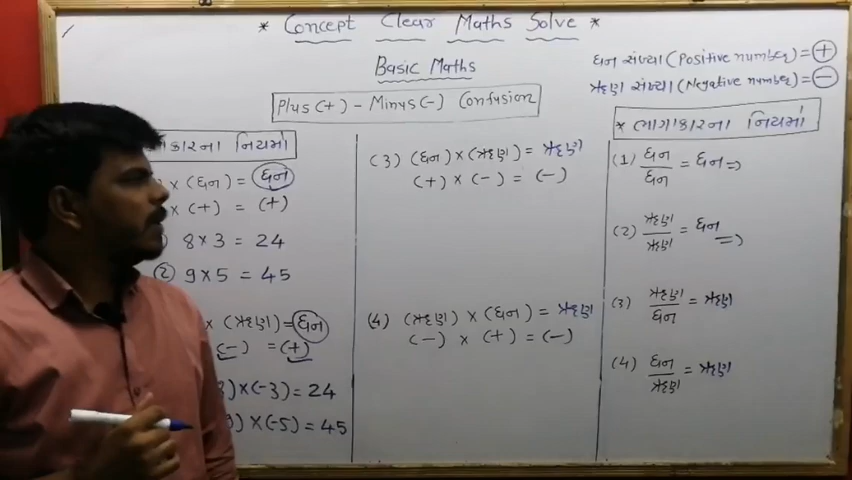 * Concept Clear Maths Solve *
Basic Maths
Plus (+) - Minus (-) Confusion
ધન સંખ્યા (Positive number) = +
ઋણ સંખ્યા (Negative number) = -
નિયમો
× (ધન) = ધન
× (+) = (+)
8 × 3 = 24
(2) 9 × 5 = 45
× (ઋણ) = ધન
(-) = (+)
) × (-3) = 24
) × (-5) = 45
(3) (ધન) × (ઋણ) = ઋણ
(+) × (-) = (-)
(4) (ઋણ) × (ધન) = ઋણ
(-) × (+) = (-)
* ભાગાકારના નિયમો
(1) ધન/ધન = ધન ⇒
(2) ઋણ/ઋણ = ધન ⇒
(3) ઋણ/ધન = ઋણ
(4) ધન/ઋણ = ઋણ